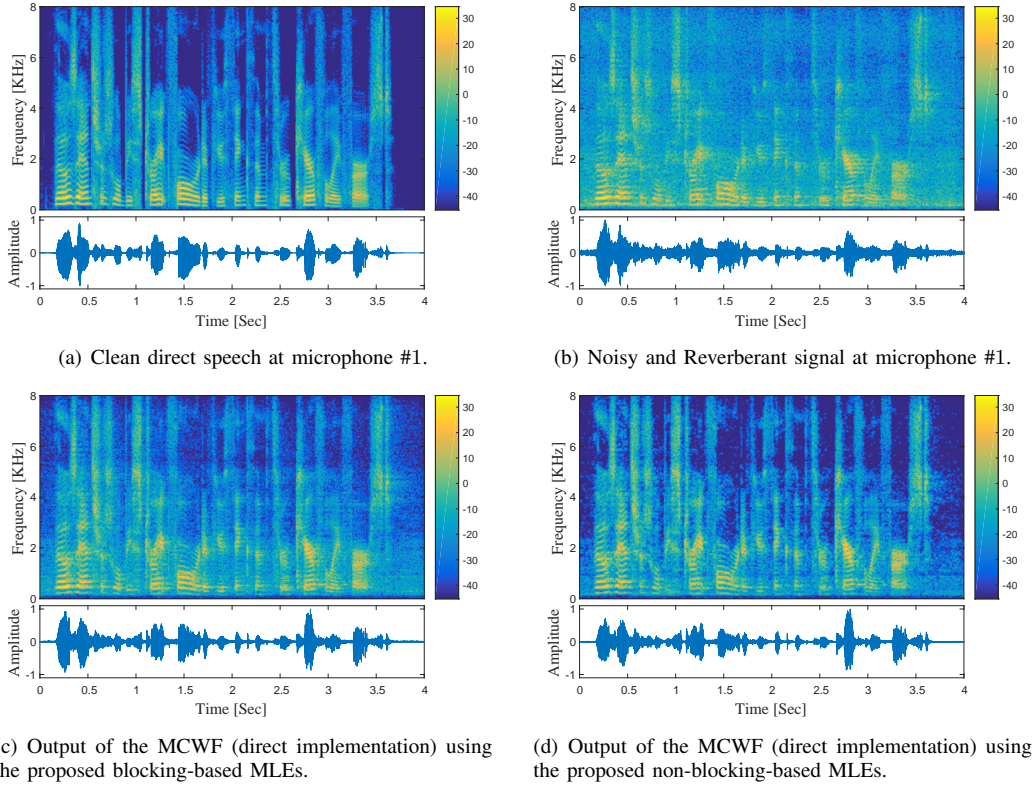 8
6
4
2
0
Frequency [KHz]
30
20
10
0
-10
-20
-30
-40
1
0
-1
Amplitude
0 0.5 1 1.5 2 2.5 3 3.5 4
Time [Sec]
(a) Clean direct speech at microphone #1.
8
6
4
2
0
Frequency [KHz]
30
20
10
0
-10
-20
-30
-40
1
0
-1
Amplitude
0 0.5 1 1.5 2 2.5 3 3.5 4
Time [Sec]
(b) Noisy and Reverberant signal at microphone #1.
8
6
4
2
0
Frequency [KHz]
30
20
10
0
-10
-20
-30
-40
1
0
-1
Amplitude
0 0.5 1 1.5 2 2.5 3 3.5 4
Time [Sec]
c) Output of the MCWF (direct implementation) using
he proposed blocking-based MLEs.
8
6
4
2
0
Frequency [KHz]
30
20
10
0
-10
-20
-30
-40
1
0
-1
Amplitude
0 0.5 1 1.5 2 2.5 3 3.5 4
Time [Sec]
(d) Output of the MCWF (direct implementation) using
the proposed non-blocking-based MLEs.